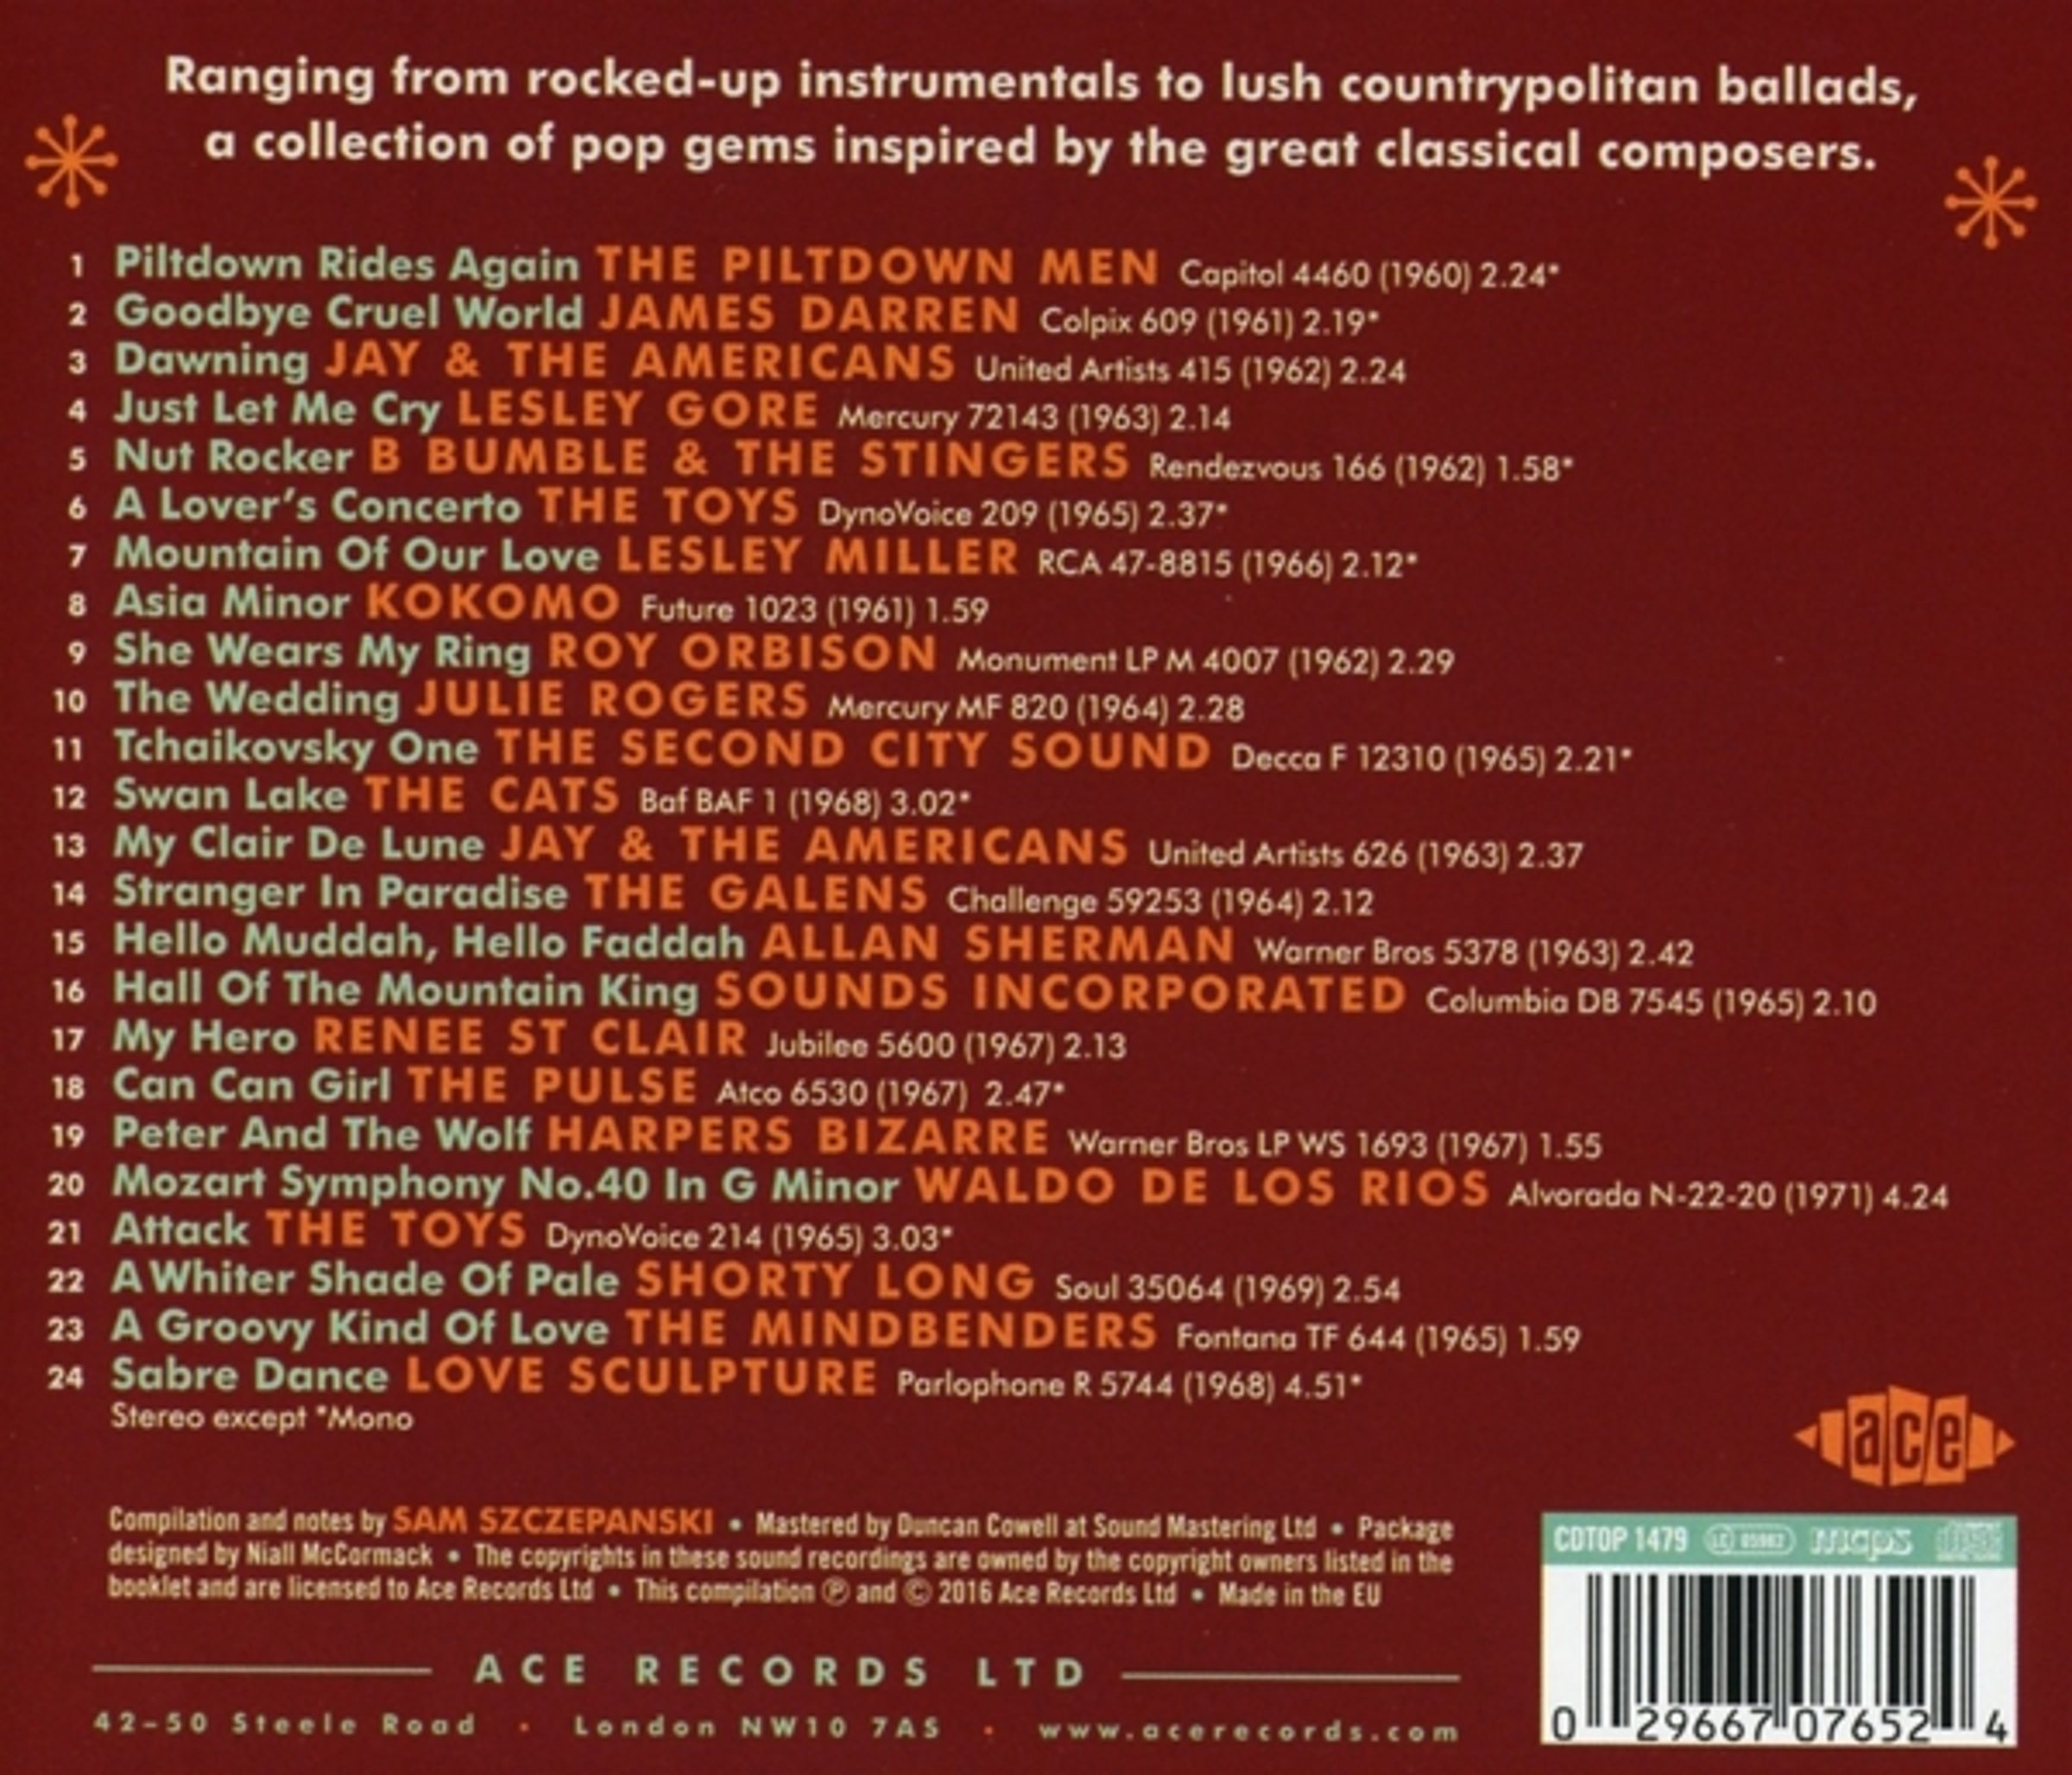 Ranging from rocked-up instrumentals to lush countrypolitan ballads,
a collection of pop gems inspired by the great classical composers.
1 Piltdown Rides Again THE PILTDOWN MEN Capitol 4460 (1960) 2.24*
2 Goodbye Cruel World JAMES DARREN Colpix 609 (1961) 2.19*
3 Dawning JAY & THE AMERICANS United Artists 415 (1962) 2.24
4 Just Let Me Cry LESLEY GORE Mercury 72143 (1963) 2.14
5 Nut Rocker B BUMBLE & THE STINGERS Rendezvous 166 (1962) 1.58*
6 A Lover's Concerto THE TOYS DynoVoice 209 (1965) 2.37*
7 Mountain Of Our Love LESLEY MILLER RCA 47-8815 (1966) 2.12*
8 Asia Minor KOKOMO Future 1023 (1961) 1.59
9 She Wears My Ring ROY ORBISON Monument LP M 4007 (1962) 2.29
10 The Wedding JULIE ROGERS Mercury MF 820 (1964) 2.28
11 Tchaikovsky One THE SECOND CITY SOUND Decca F 12310 (1965) 2.21*
12 Swan Lake THE CATS Baf BAF 1 (1968) 3.02*
13 My Clair De Lune JAY & THE AMERICANS United Artists 626 (1963) 2.37
14 Stranger In Paradise THE GALENS Challenge 59253 (1964) 2.12
15 Hello Muddah, Hello Faddah ALLAN SHERMAN Warner Bros 5378 (1963) 2.42
16 Hall Of The Mountain King SOUNDS INCORPORATED Columbia DB 7545 (1965) 2.10
17 My Hero RENEE ST CLAIR Jubilee 5600 (1967) 2.13
18 Can Can Girl THE PULSE Atco 6530 (1967) 2.47*
19 Peter And The Wolf HARPERS BIZARRE Warner Bros LP WS 1693 (1967) 1.55
20 Mozart Symphony No.40 In G Minor WALDO DE LOS RIOS Alvorada N-22-20 (1971) 4.24
21 Attack THE TOYS DynoVoice 214 (1965) 3.03*
22 A Whiter Shade Of Pale SHORTY LONG Soul 35064 (1969) 2.54
23 A Groovy Kind Of Love THE MINDBENDERS Fontana TF 644 (1965) 1.59
24 Sabre Dance LOVE SCULPTURE Parlophone R 5744 (1968) 4.51*
Stereo except *Mono
ace
Compilation and notes by SAM SZCZEPANSKI • Mastered by Duncan Cowell at Sound Mastering Ltd • Package
designed by Niall McCormack • The copyrights in these sound recordings are owned by the copyright owners listed in the
booklet and are licensed to Ace Records Ltd • This compilation ℗ and © 2016 Ace Records Ltd • Made in the EU
CDTOP 1479 LC mcps
ACE RECORDS LTD
42-50 Steele Road • London NW10 7AS • www.acerecords.com
0 29667 07652 4